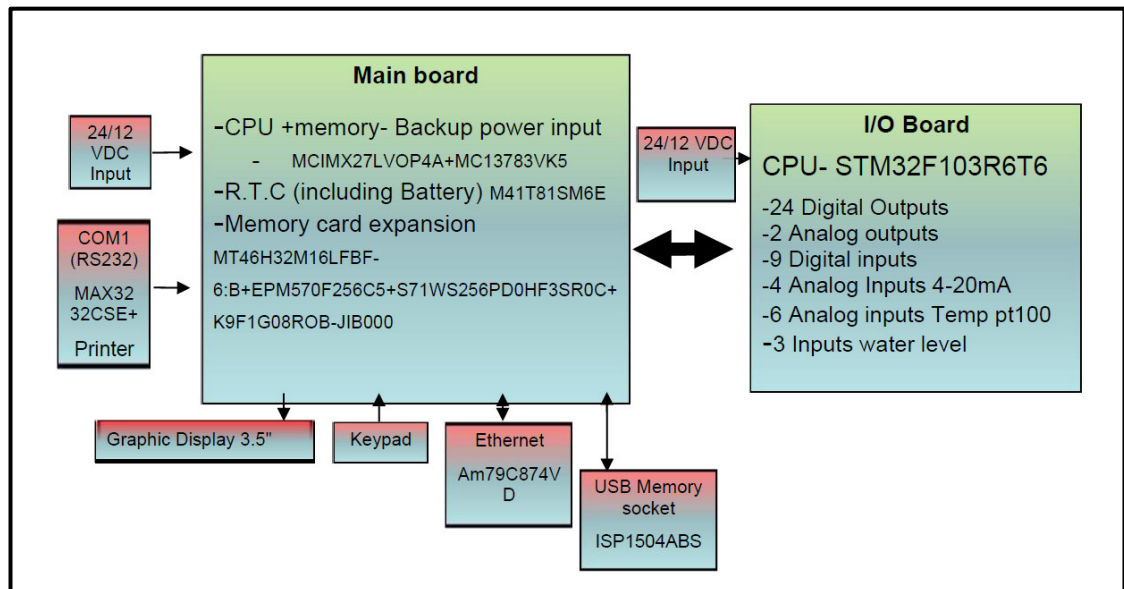 Main board
-CPU +memory- Backup power input
- MCIMX27LVOP4A+MC13783VK5
-R.T.C (including Battery) M41T81SM6E
-Memory card expansion
MT46H32M16LFBF-
6:B+EPM570F256C5+S71WS256PD0HF3SR0C+
K9F1G08ROB-JIB000
24/12
VDC
Input
COM1
(RS232)
MAX32
32CSE+
Printer
24/12 VDC
Input
I/O Board
CPU- STM32F103R6T6
-24 Digital Outputs
-2 Analog outputs
-9 Digital inputs
-4 Analog Inputs 4-20mA
-6 Analog inputs Temp pt100
-3 Inputs water level
Graphic Display 3.5"
Keypad
Ethernet
Am79C874V
D
USB Memory
socket
ISP1504ABS